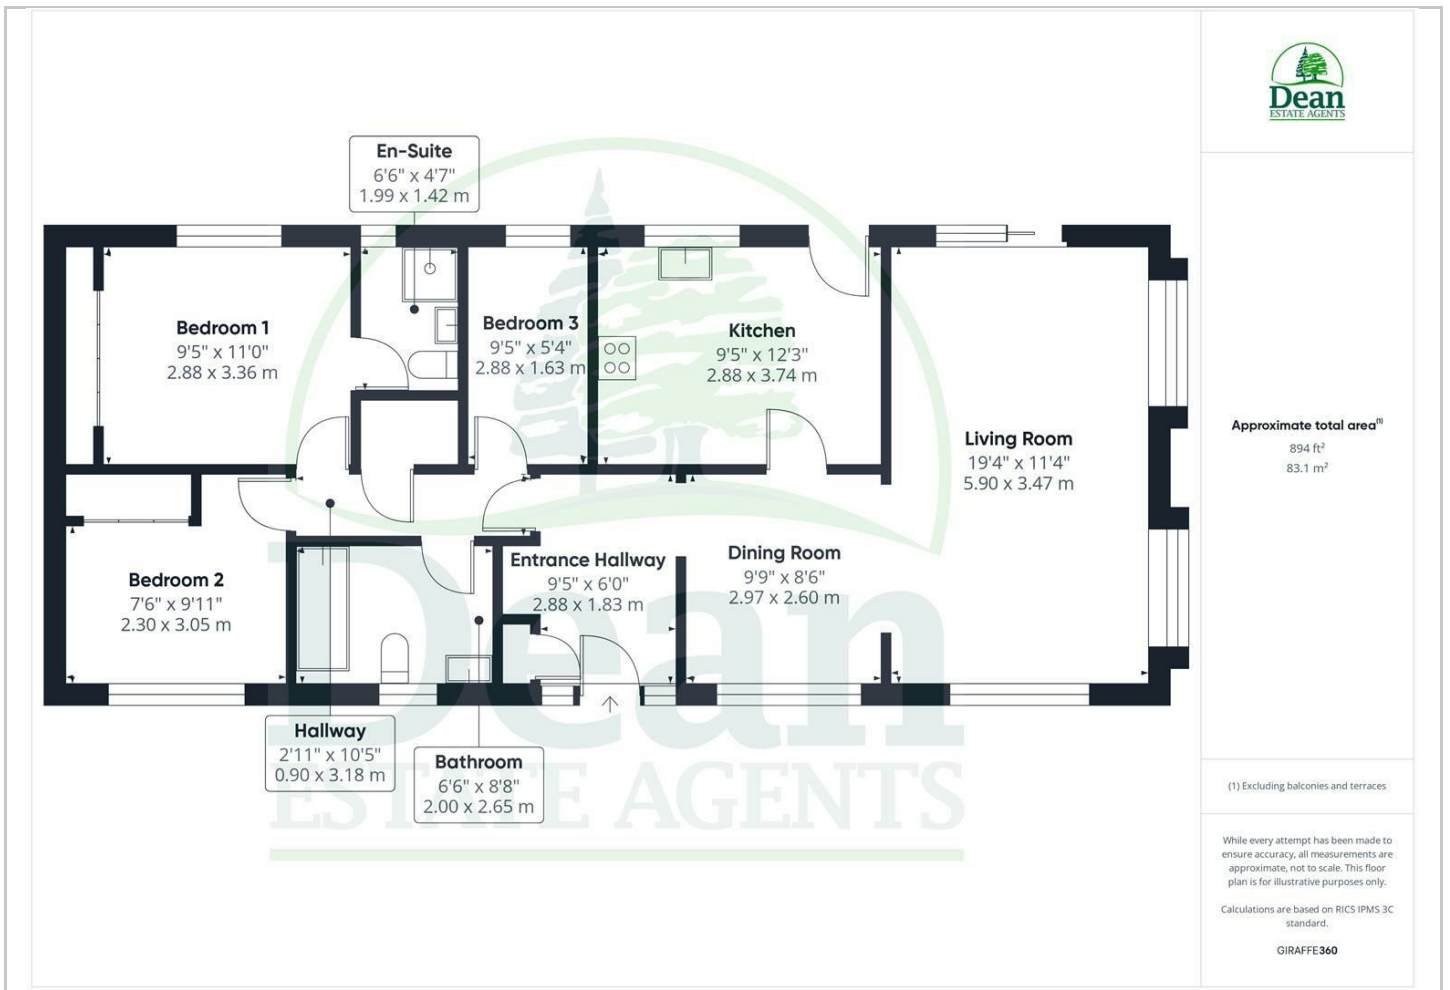 Dean
ESTATE AGENTS
En-Suite
6'6" x 4'7"
1.99 x 1.42 m
Bedroom 1
9'5" x 11'0"
2.88 x 3.36 m
Bedroom 3
9'5" x 5'4"
2.88 x 1.63 m
Kitchen
9'5" x 12'3"
2.88 x 3.74 m
Living Room
19'4" x 11'4"
5.90 x 3.47 m
Bedroom 2
7'6" x 9'11"
2.30 x 3.05 m
Entrance Hallway
9'5" x 6'0"
2.88 x 1.83 m
Dining Room
9'9" x 8'6"
2.97 x 2.60 m
Hallway
2'11" x 10'5"
0.90 x 3.18 m
Bathroom
6'6" x 8'8"
2.00 x 2.65 m
Dean
ESTATE AGENTS
Approximate total area(1)
894 ft²
83.1 m²
(1) Excluding balconies and terraces
While every attempt has been made to
ensure accuracy, all measurements are
approximate, not to scale. This floor
plan is for illustrative purposes only.
Calculations are based on RICS IPMS 3C
standard.
GIRAFFE360